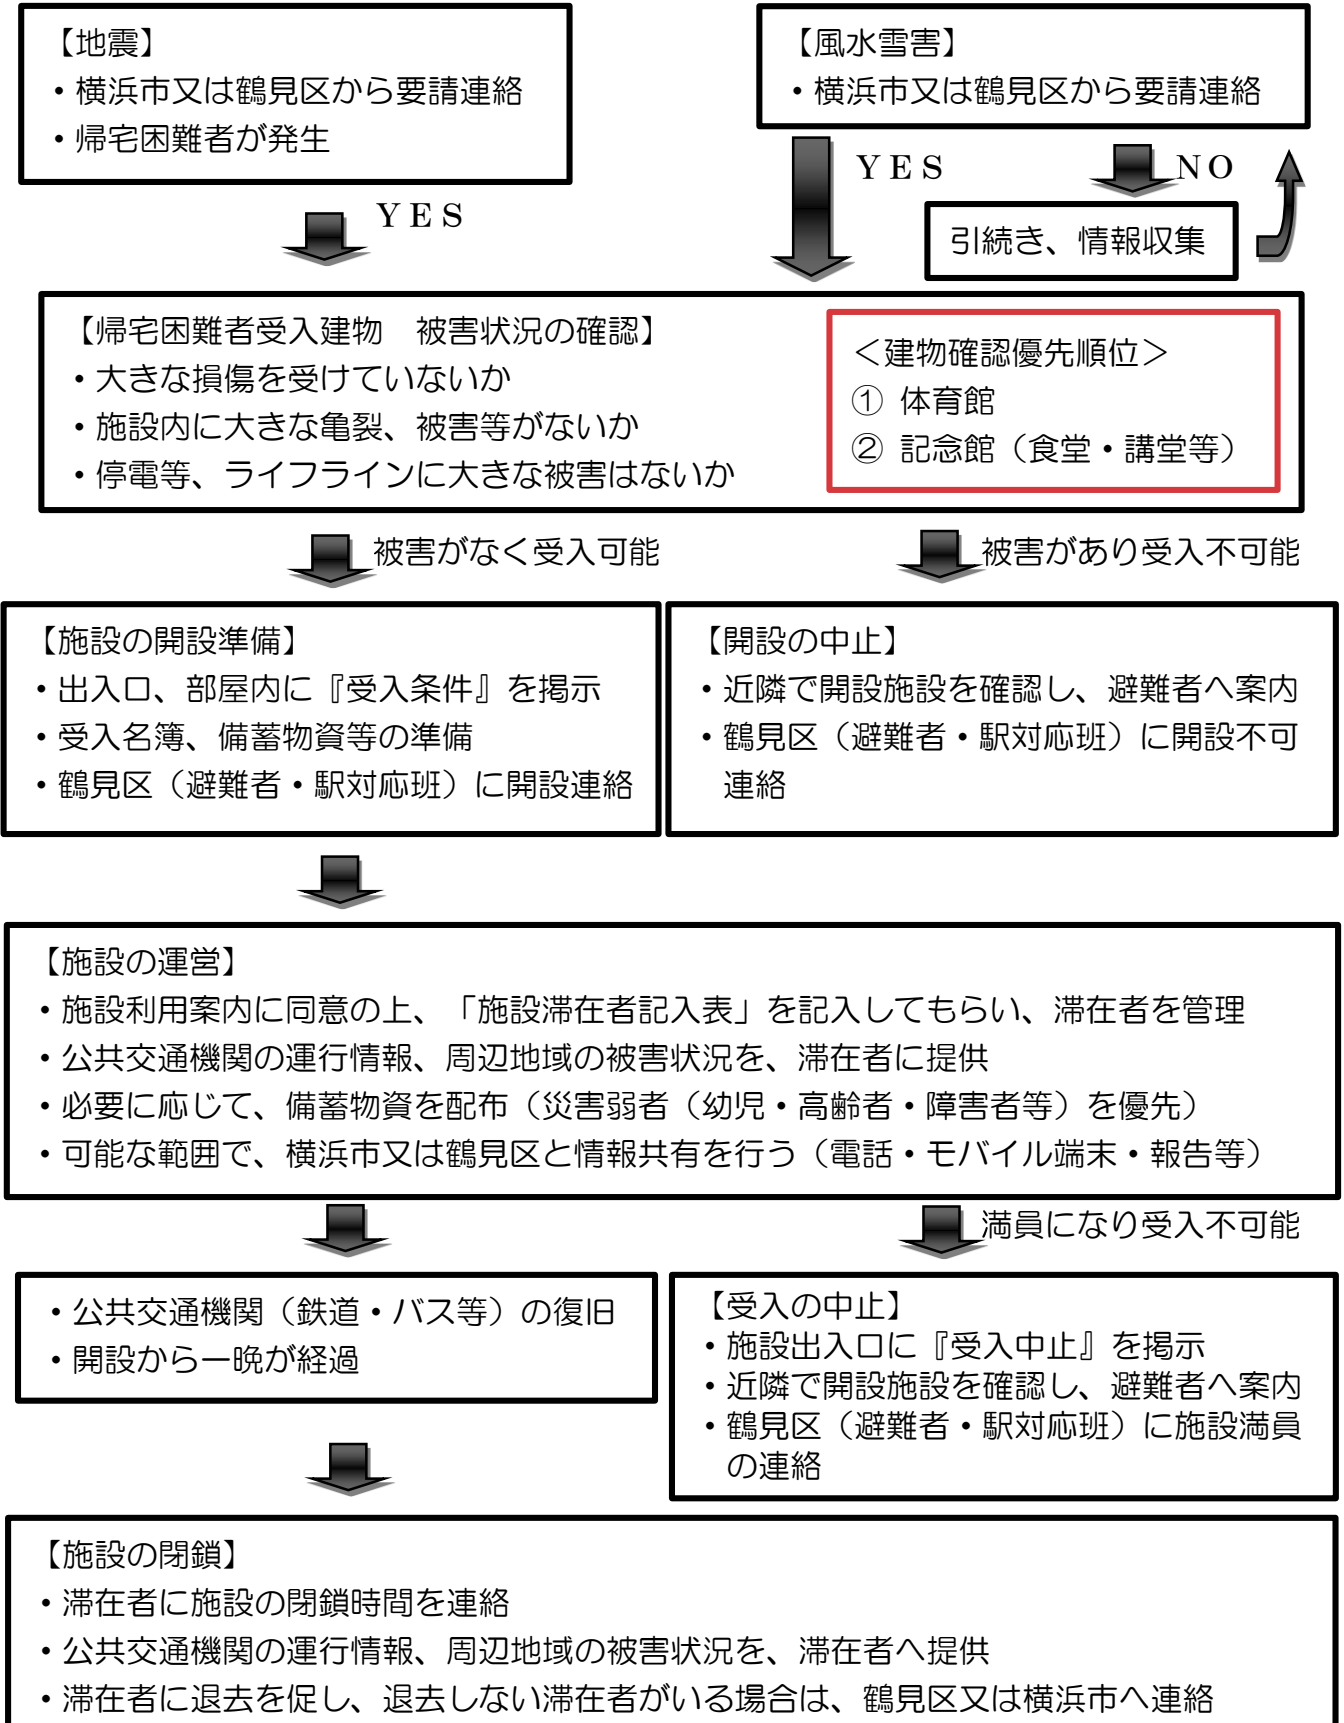 【地震】
・横浜市又は鶴見区から要請連絡
・帰宅困難者が発生
【風水雪害】
・横浜市又は鶴見区から要請連絡
YES
YES
NO
引続き、情報収集
【帰宅困難者受入建物　被害状況の確認】
・大きな損傷を受けていないか
・施設内に大きな亀裂、被害等がないか
・停電等、ライフラインに大きな被害はないか
＜建物確認優先順位＞
① 体育館
② 記念館（食堂・講堂等）
被害がなく受入可能
被害があり受入不可能
【施設の開設準備】
・出入口、部屋内に『受入条件』を掲示
・受入名簿、備蓄物資等の準備
・鶴見区（避難者・駅対応班）に開設連絡
【開設の中止】
・近隣で開設施設を確認し、避難者へ案内
・鶴見区（避難者・駅対応班）に開設不可
連絡
【施設の運営】
・施設利用案内に同意の上、「施設滞在者記入表」を記入してもらい、滞在者を管理
・公共交通機関の運行情報、周辺地域の被害状況を、滞在者に提供
・必要に応じて、備蓄物資を配布（災害弱者（幼児・高齢者・障害者等）を優先）
・可能な範囲で、横浜市又は鶴見区と情報共有を行う（電話・モバイル端末・報告等）
満員になり受入不可能
・公共交通機関（鉄道・バス等）の復旧
・開設から一晩が経過
【受入の中止】
・施設出入口に『受入中止』を掲示
・近隣で開設施設を確認し、避難者へ案内
・鶴見区（避難者・駅対応班）に施設満員
の連絡
【施設の閉鎖】
・滞在者に施設の閉鎖時間を連絡
・公共交通機関の運行情報、周辺地域の被害状況を、滞在者へ提供
・滞在者に退去を促し、退去しない滞在者がいる場合は、鶴見区又は横浜市へ連絡